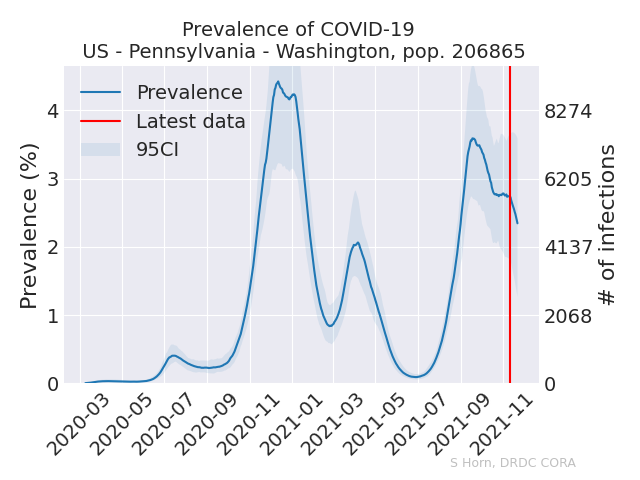 Prevalence of COVID-19
US - Pennsylvania - Washington, pop. 206865
Prevalence
Latest data
95CI
Prevalence (%)
4
3
2
1
0
8274
6205
4137
2068
0
# of infections
2020-03
2020-05
2020-07
2020-09
2020-11
2021-01
2021-03
2021-05
2021-07
2021-09
2021-11
S Horn, DRDC CORA